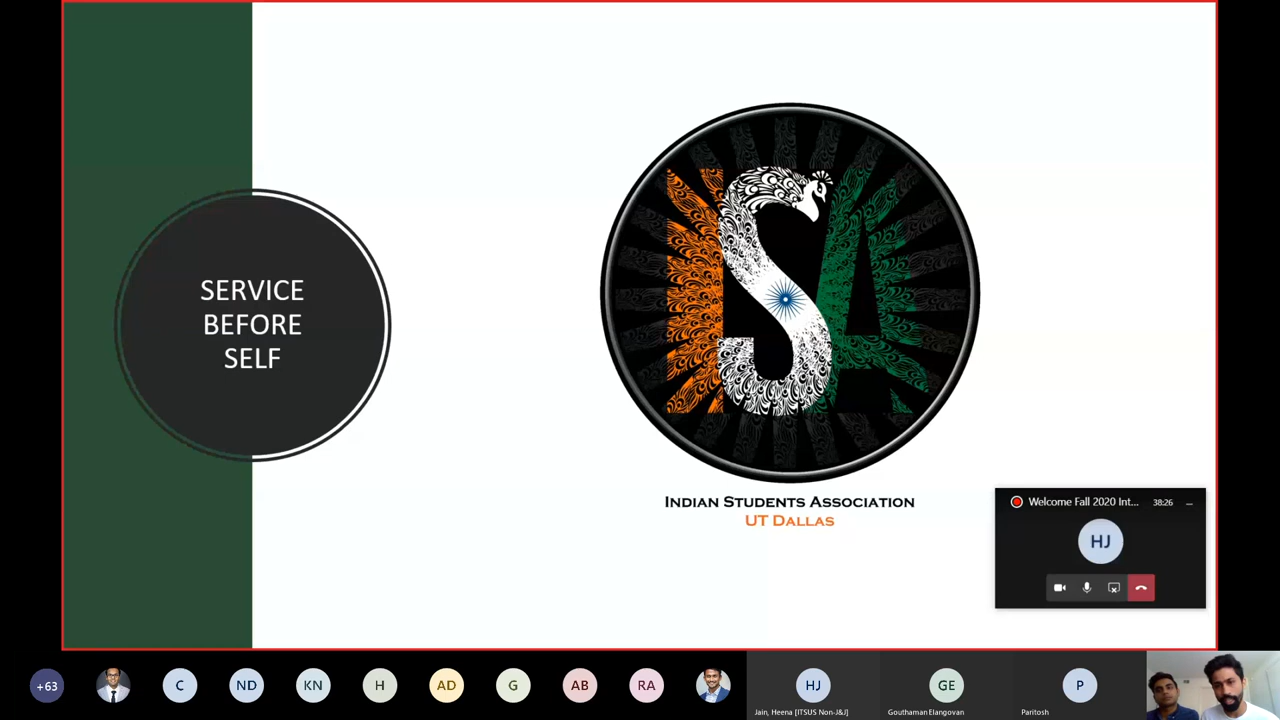 SERVICE
BEFORE
SELF
ISA
INDIAN STUDENTS ASSOCIATION
UT DALLAS
Welcome Fall 2020 Int... 38:26
HJ
+63 C ND KN H AD G AB RA HJ GE P
Jain, Heena [ITSUS Non-J&J] Gouthaman Elangovan Paritosh